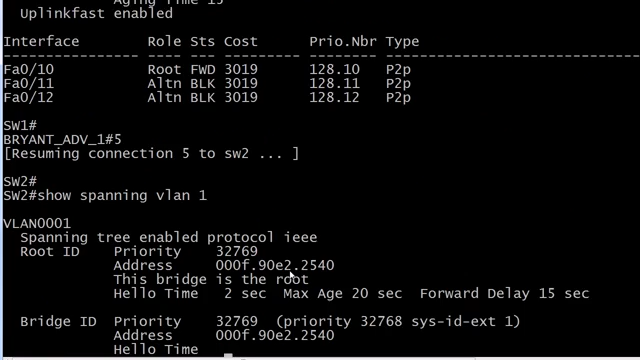 Aging Time 15
Uplinkfast enabled
Interface Role Sts Cost Prio.Nbr Type
---------------- ---- --- --------- -------- --------------------------------
Fa0/10 Root FWD 3019 128.10 P2p
Fa0/11 Altn BLK 3019 128.11 P2p
Fa0/12 Altn BLK 3019 128.12 P2p
SW1#
BRYANT_ADV_1#5
[Resuming connection 5 to sw2 ... ]
SW2#
SW2#show spanning vlan 1
VLAN0001
Spanning tree enabled protocol ieee
Root ID Priority 32769
Address 000f.90e2.2540
This bridge is the root
Hello Time 2 sec Max Age 20 sec Forward Delay 15 sec
Bridge ID Priority 32769 (priority 32768 sys-id-ext 1)
Address 000f.90e2.2540
Hello Time